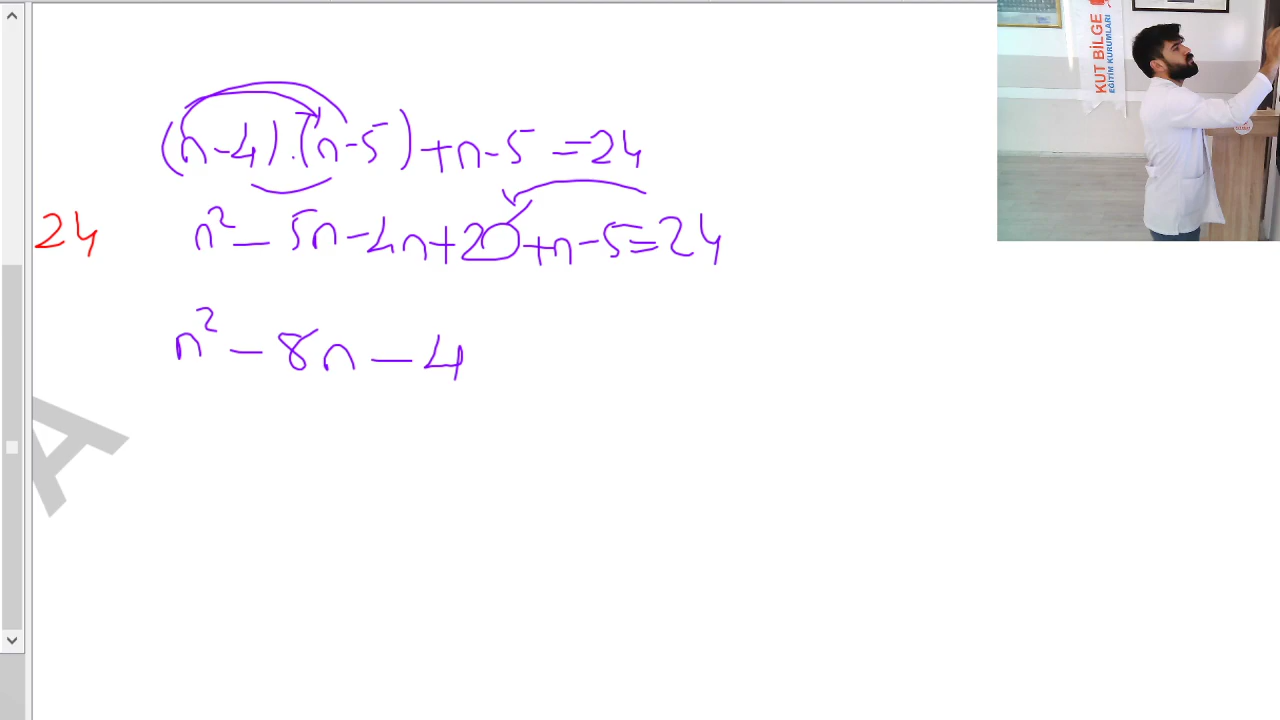 KUT BİLGE
EĞİTİM KURUMLARI
(n-4).(n-5)+n-5=24
24
n²-5n-4n+20+n-5=24
n²-8n-4
A